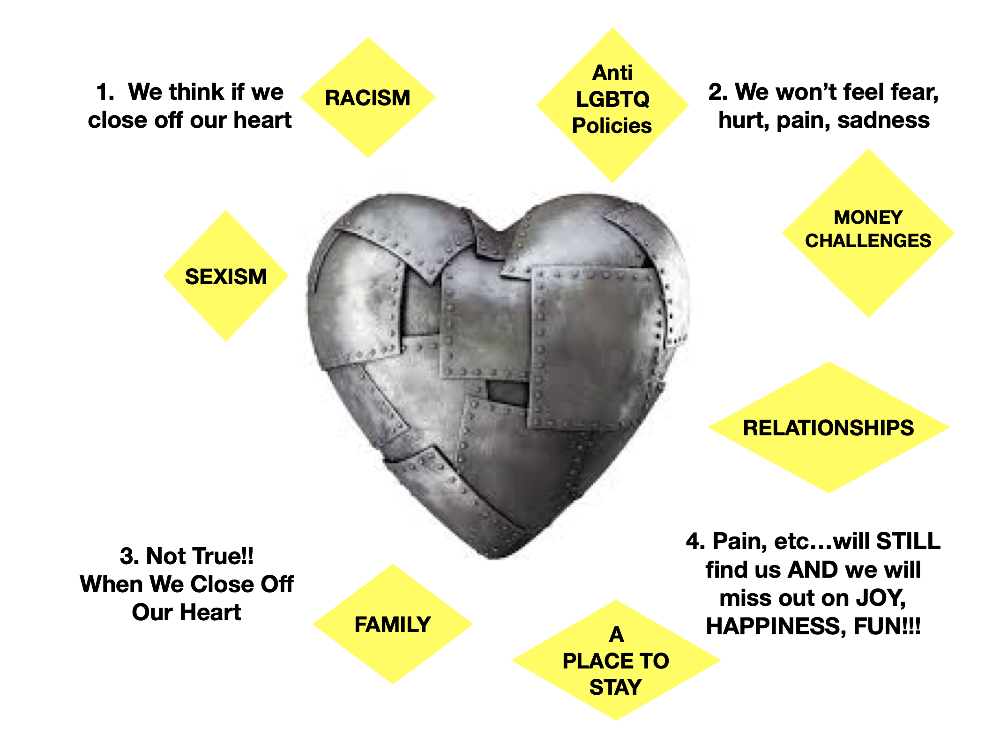 1.  We think if we
close off our heart
RACISM
Anti
LGBTQ
Policies
2. We won’t feel fear,
hurt, pain, sadness
MONEY
CHALLENGES
SEXISM
RELATIONSHIPS
3. Not True!!
When We Close Off
Our Heart
4. Pain, etc…will STILL
find us AND we will
miss out on JOY,
HAPPINESS, FUN!!!
FAMILY
A
PLACE TO
STAY